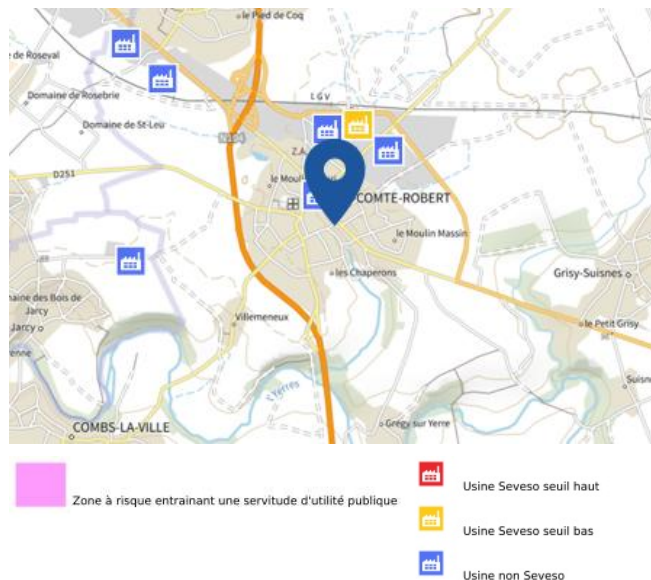 le Pied de Coq
e de Roseval
Domaine de Rosebrie
LGV
Domaine de St-Leu
N104
Z.A.
D251
le Moul
COMTE-ROBERT
le Moulin Massin
les Chaperons
Grisy-Suisnes
aine des Bois de
Jarcy
Jarcy
Villemeneux
le Petit Grisy
enne
l'Yerres
Suisn
Grégy sur Yerre
COMBS-LA-VILLE
Zone à risque entrainant une servitude d'utilité publique
Usine Seveso seuil haut
Usine Seveso seuil bas
Usine non Seveso